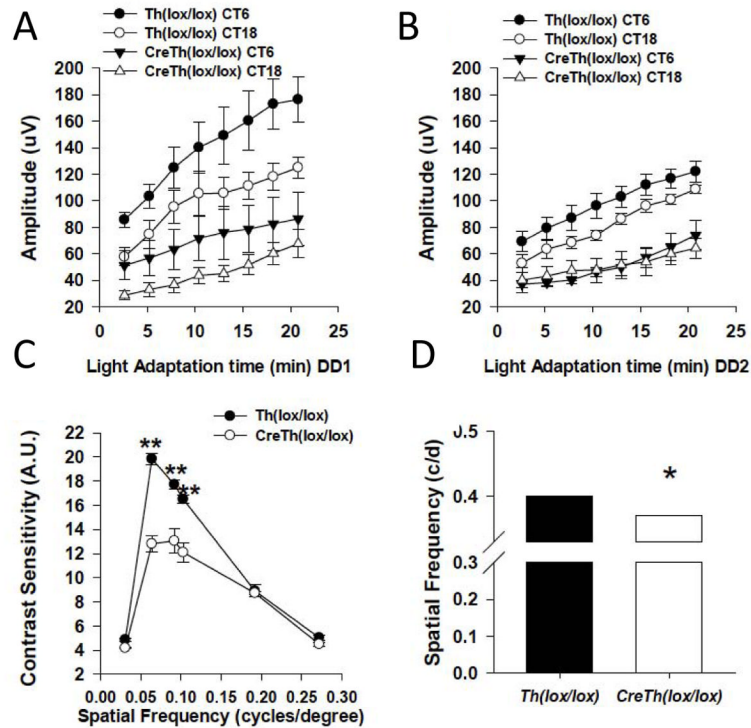 A
Th(lox/lox) CT6
Th(lox/lox) CT18
CreTh(lox/lox) CT6
CreTh(lox/lox) CT18
200
180
160
140
120
100
80
60
40
20
Amplitude (uV)
0 5 10 15 20 25
Light Adaptation time (min) DD1
B
Th(lox/lox) CT6
Th(lox/lox) CT18
CreTh(lox/lox) CT6
CreTh(lox/lox) CT18
200
180
160
140
120
100
80
60
40
20
Amplitude (uV)
0 5 10 15 20 25
Light Adaptation time (min) DD2
C
Th(lox/lox)
CreTh(lox/lox)
22
20
18
16
14
12
10
8
6
4
2
Contrast Sensitivity (A.U.)
**
**
**
0.00 0.05 0.10 0.15 0.20 0.25 0.30
Spatial Frequency (cycles/degree)
D
0.5
0.4
0.3
0.2
0.1
0.0
Spatial Frequency (c/d)
*
Th(lox/lox) CreTh(lox/lox)